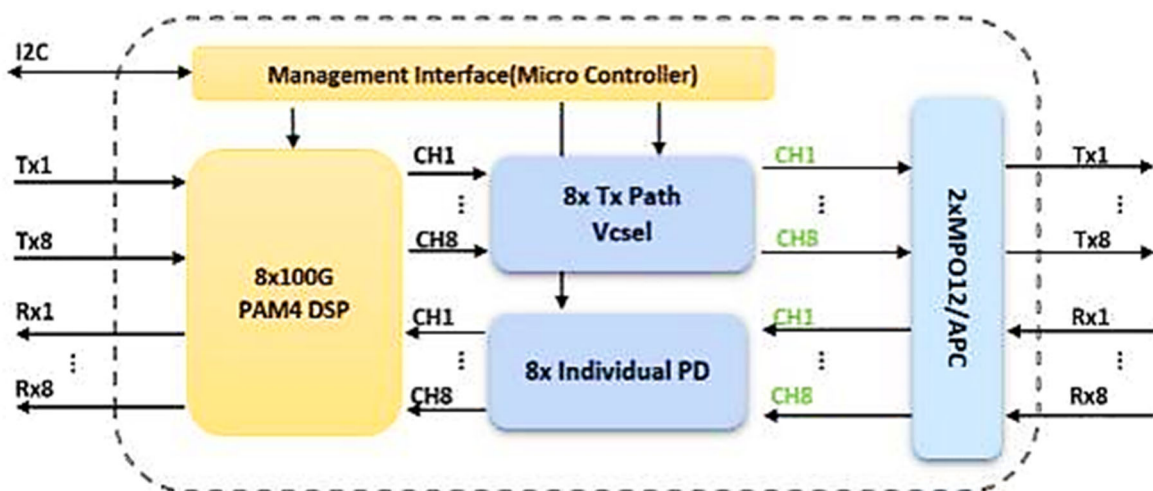 I2C
Management Interface(Micro Controller)
Tx1
Tx8
Rx1
Rx8
8x100G
PAM4 DSP
CH1
CH8
CH1
CH8
8x Tx Path
Vcsel
8x Individual PD
CH1
CH8
CH1
CH8
2xMPO12/APC
Tx1
Tx8
Rx1
Rx8